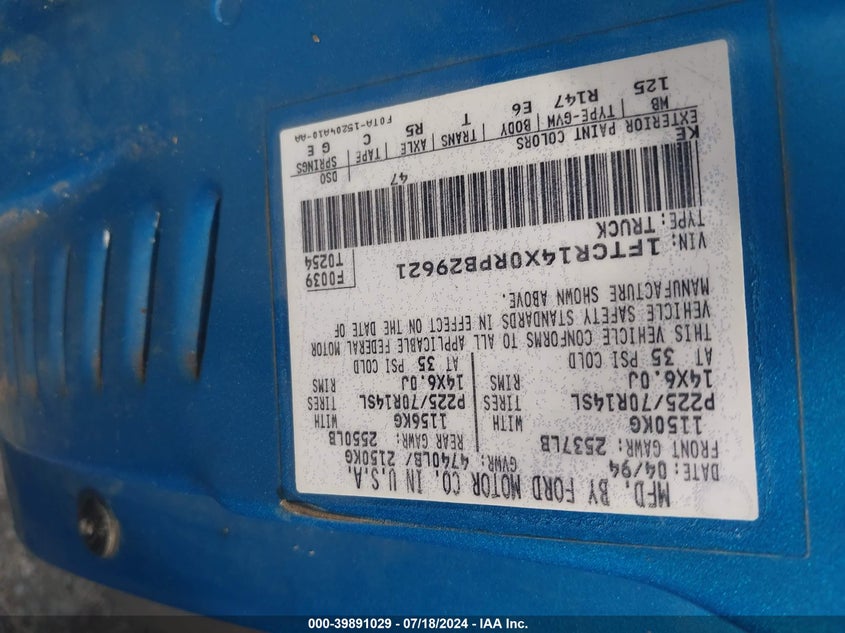 MFD. BY FORD MOTOR CO. IN U.S.A.
DATE: 04/94 GVWR: 4740LB/ 2150KG
FRONT GAWR: 2537LB REAR GAWR: 2550LB
1150KG WITH 1156KG WITH
P225/70R14SL TIRES P225/70R14SL TIRES
14X6.0J RIMS 14X6.0J RIMS
AT 35 PSI COLD AT 35 PSI COLD
THIS VEHICLE CONFORMS TO ALL APPLICABLE FEDERAL MOTOR
VEHICLE SAFETY STANDARDS IN EFFECT ON THE DATE OF
MANUFACTURE SHOWN ABOVE.
VIN: 1FTCR14X0RPB29621
TYPE: TRUCK
F0039
T0254
47
KE
EXTERIOR PAINT COLORS DSO
WB TYPE-GVM BODY TRANS AXLE TAPE SPRINGS
125 R147 E6 T R5 C G E
F0TA-15204A10-AA
000-39891029 - 07/18/2024 - IAA Inc.